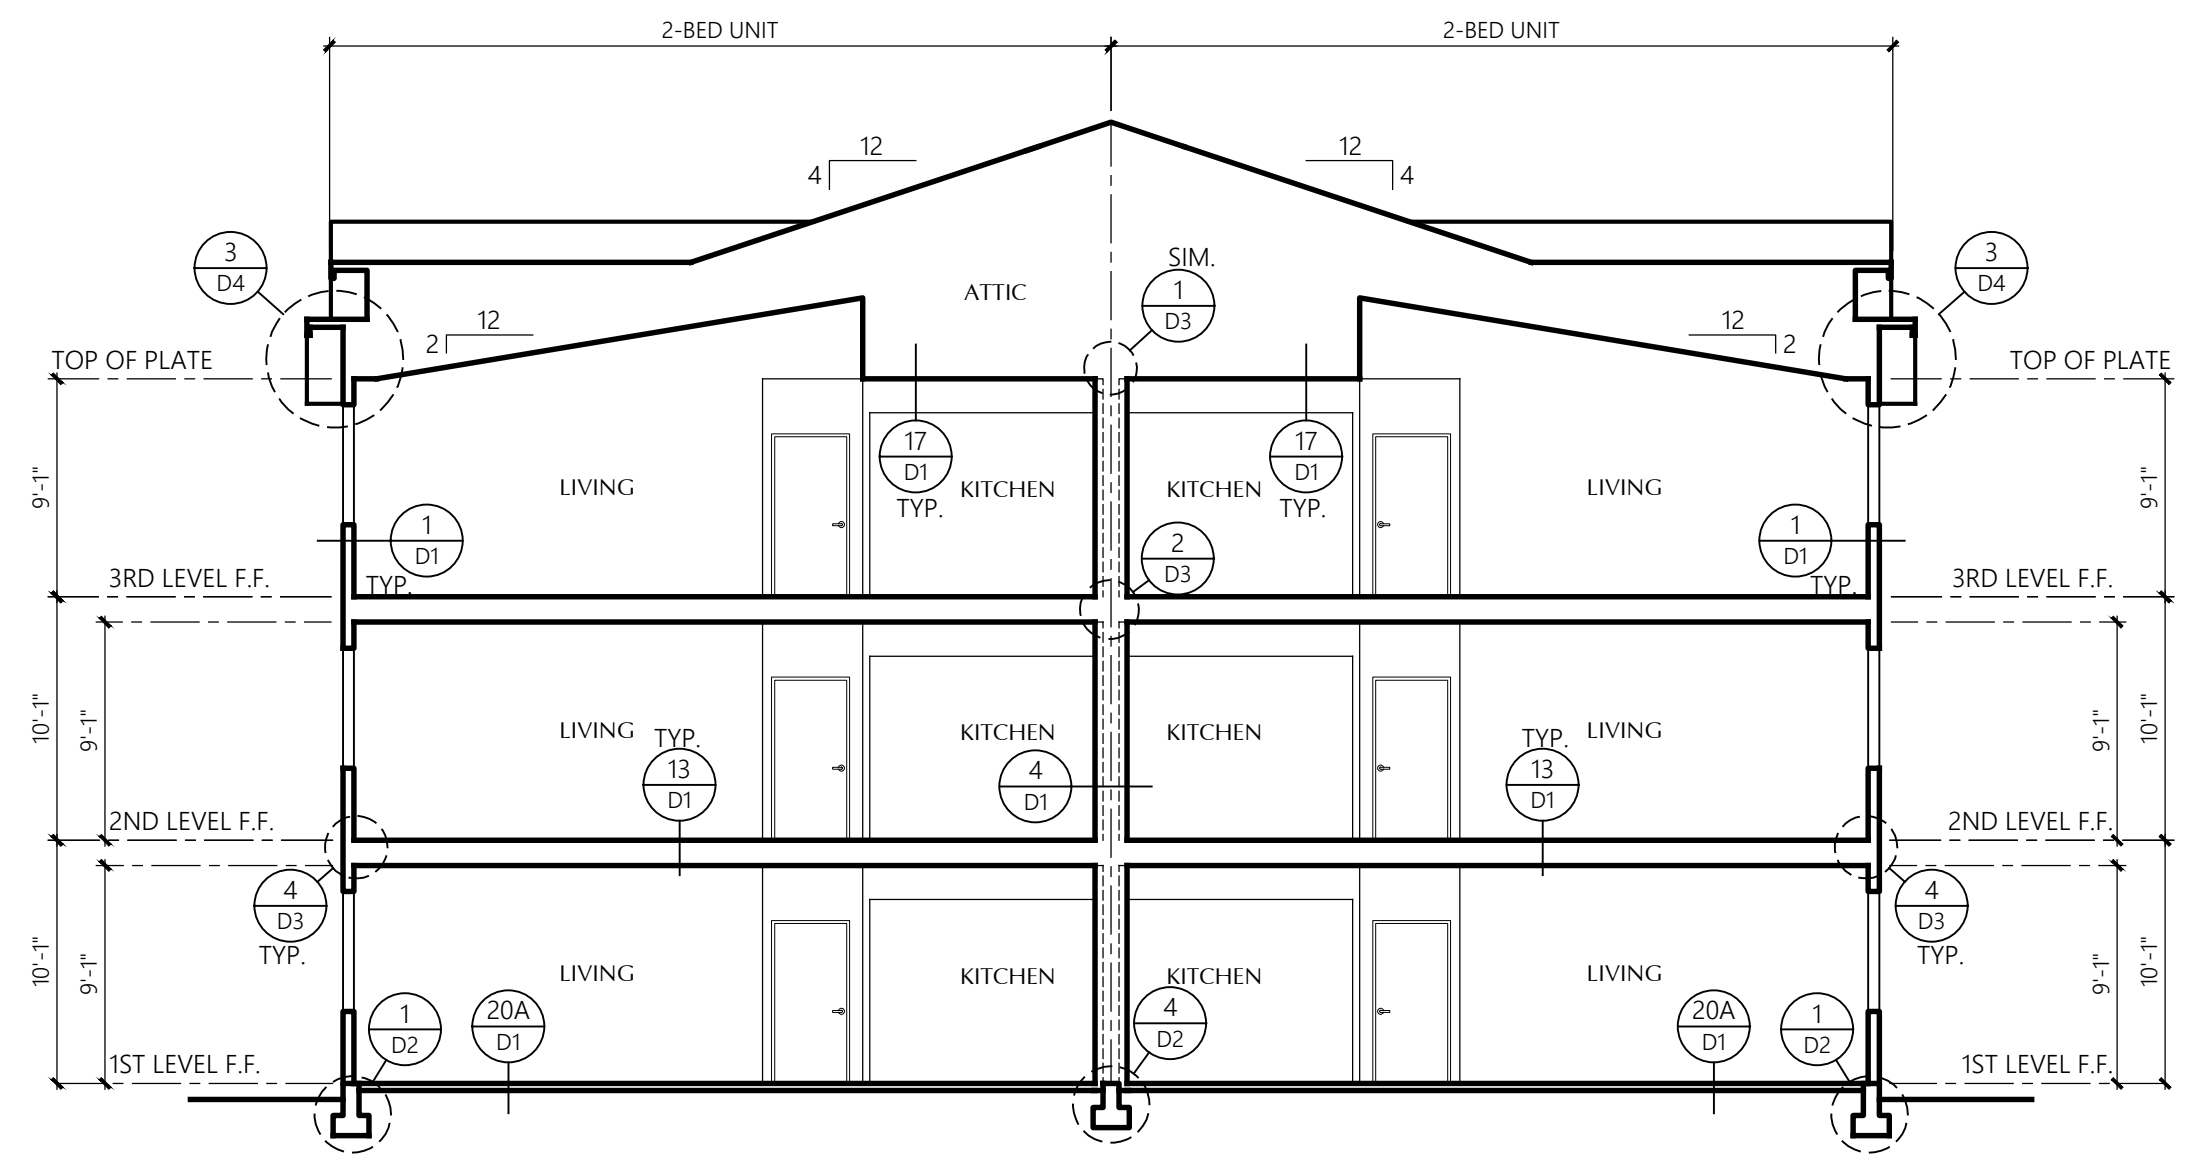 2-BED UNIT 2-BED UNIT
12 12
4 4
3
D4
SIM.
1
D3
3
D4
ATTIC
12 12
2 2
TOP OF PLATE TOP OF PLATE
17
D1
TYP.
17
D1
TYP.
LIVING KITCHEN KITCHEN LIVING
9'-1" 9'-1"
1
D1
TYP.
2
D3
1
D1
TYP.
3RD LEVEL F.F. 3RD LEVEL F.F.
10'-1" 9'-1" 9'-1" 10'-1"
LIVING KITCHEN KITCHEN LIVING
TYP.
13
D1
4
D1
TYP.
13
D1
2ND LEVEL F.F. 2ND LEVEL F.F.
4
D3
TYP.
4
D3
TYP.
10'-1" 9'-1" 9'-1" 10'-1"
LIVING KITCHEN KITCHEN LIVING
1
D2
20A
D1
4
D2
20A
D1
1
D2
1ST LEVEL F.F. 1ST LEVEL F.F.